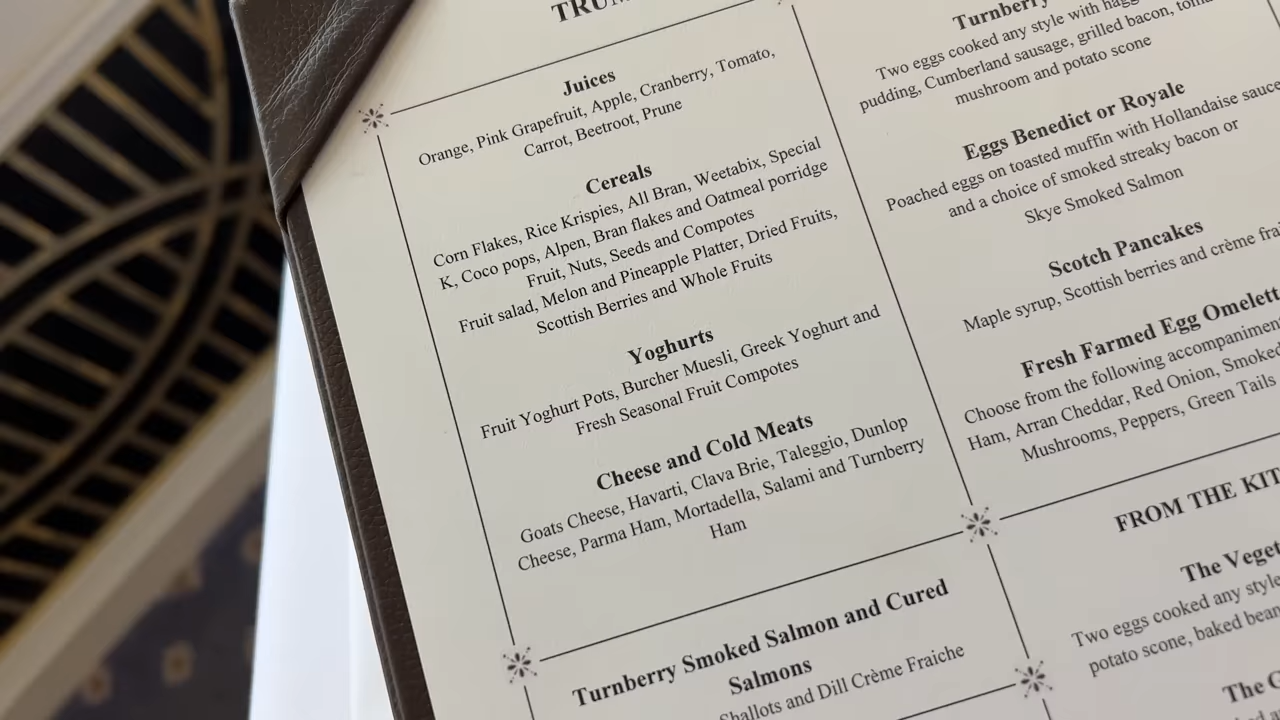 Juices
Orange, Pink Grapefruit, Apple, Cranberry, Tomato,
Carrot, Beetroot, Prune
Cereals
Corn Flakes, Rice Krispies, All Bran, Weetabix, Special
K, Coco pops, Alpen, Bran flakes and Oatmeal porridge
Fruit, Nuts, Seeds and Compotes
Fruit salad, Melon and Pineapple Platter, Dried Fruits,
Scottish Berries and Whole Fruits
Yoghurts
Fruit Yoghurt Pots, Burcher Muesli, Greek Yoghurt and
Fresh Seasonal Fruit Compotes
Cheese and Cold Meats
Goats Cheese, Havarti, Clava Brie, Taleggio, Dunlop
Cheese, Parma Ham, Mortadella, Salami and Turnberry
Ham
Turnberry Smoked Salmon and Cured
Salmons
Shallots and Dill Crème Fraiche
Turnberry
Two eggs cooked any style with
pudding, Cumberland sausage, grilled bacon,
mushroom and potato scone
Eggs Benedict or Royale
Poached eggs on toasted muffin with Hollandaise sauce
and a choice of smoked streaky bacon or
Skye Smoked Salmon
Scotch Pancakes
Maple syrup, Scottish berries and crème
Fresh Farmed Egg
Choose from the following
Ham, Arran Cheddar, Red Onion, Smoked
Mushrooms, Peppers, Green Tails
FROM THE
The
Two eggs cooked any style
potato scone, baked
The